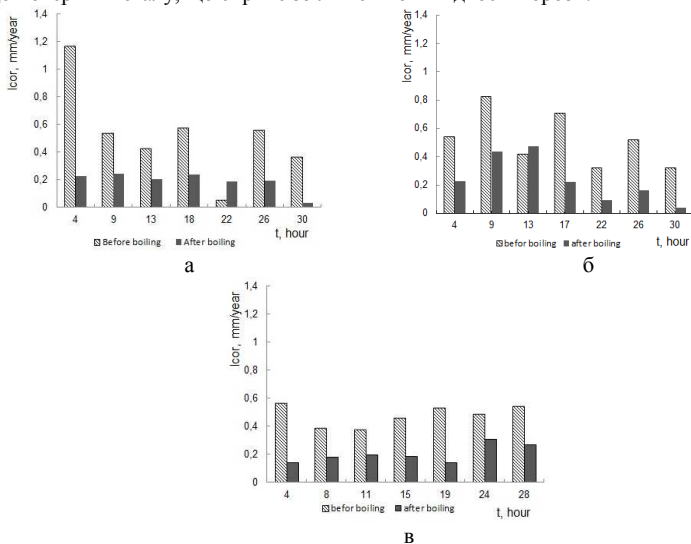 Icor, mm/year
1,4
1,2
1
0,8
0,6
0,4
0,2
0
4 9 13 18 22 26 30
Before boiling After boiling
t, hour
а
Icor, mm/year
1,4
1,2
1
0,8
0,6
0,4
0,2
0
4 9 13 17 22 26 30
befor boiling after boiling
t, hour
б
Icor, mm/year
1,4
1,2
1
0,8
0,6
0,4
0,2
0
4 8 11 15 19 24 28
befor boiling after boiling
t, hour
в